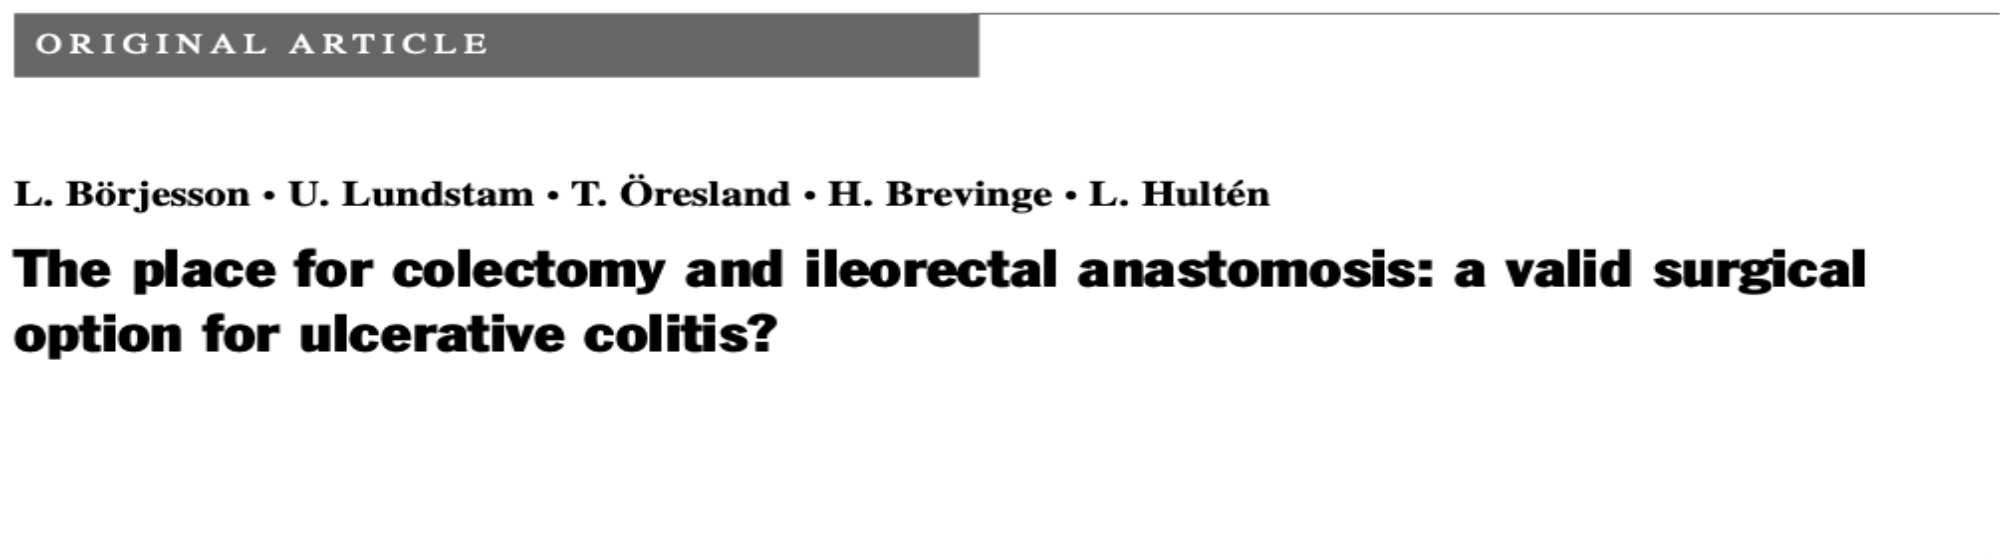 ORIGINAL ARTICLE
L. Börjesson • U. Lundstam • T. Öresland • H. Brevinge • L. Hultén
The place for colectomy and ileorectal anastomosis: a valid surgical
option for ulcerative colitis?